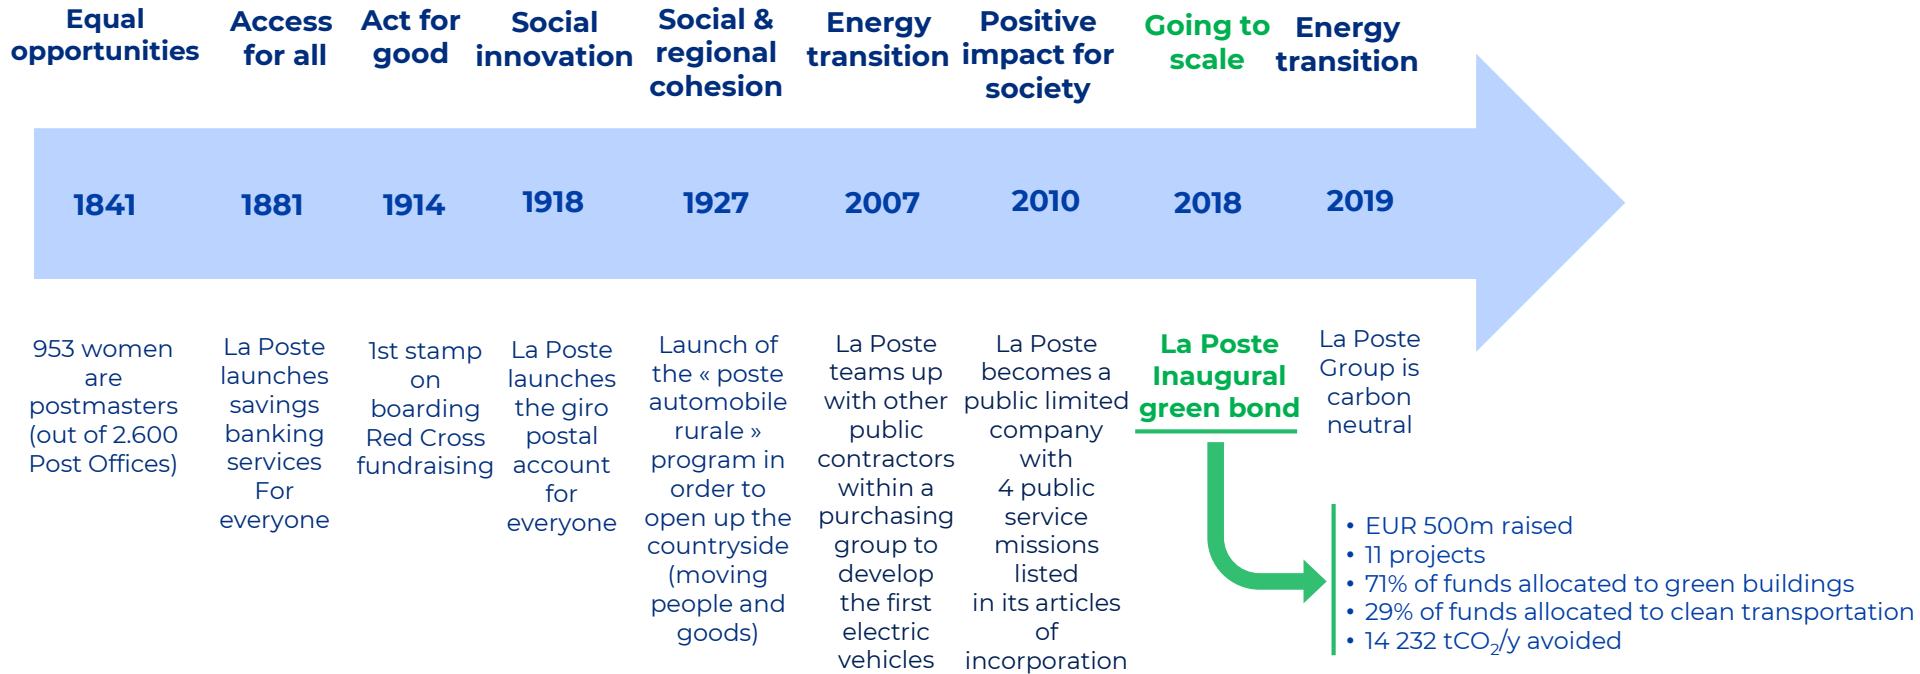 Equal
opportunities
Access
for all
Act for
good
Social
innovation
Social &
regional
cohesion
Energy
transition
Positive
impact for
society
Going to
scale
Energy
transition
1841
1881
1914
1918
1927
2007
2010
2018
2019
953 women
are
postmasters
(out of 2.600
Post Offices)
La Poste
launches
savings
banking
services
For
everyone
1st stamp
on
boarding
Red Cross
fundraising
La Poste
launches
the giro
postal
account
for
everyone
Launch of
the « poste
automobile
rurale »
program in
order to
open up the
countryside
(moving
people and
goods)
La Poste
teams up
with other
public
contractors
within a
purchasing
group to
develop
the first
electric
vehicles
La Poste
becomes a
public limited
company
with
4 public
service
missions
listed
in its articles
of
incorporation
La Poste
Inaugural
green bond
La Poste
Group is
carbon
neutral
• EUR 500m raised
• 11 projects
• 71% of funds allocated to green buildings
• 29% of funds allocated to clean transportation
• 14 232 tCO₂/y avoided